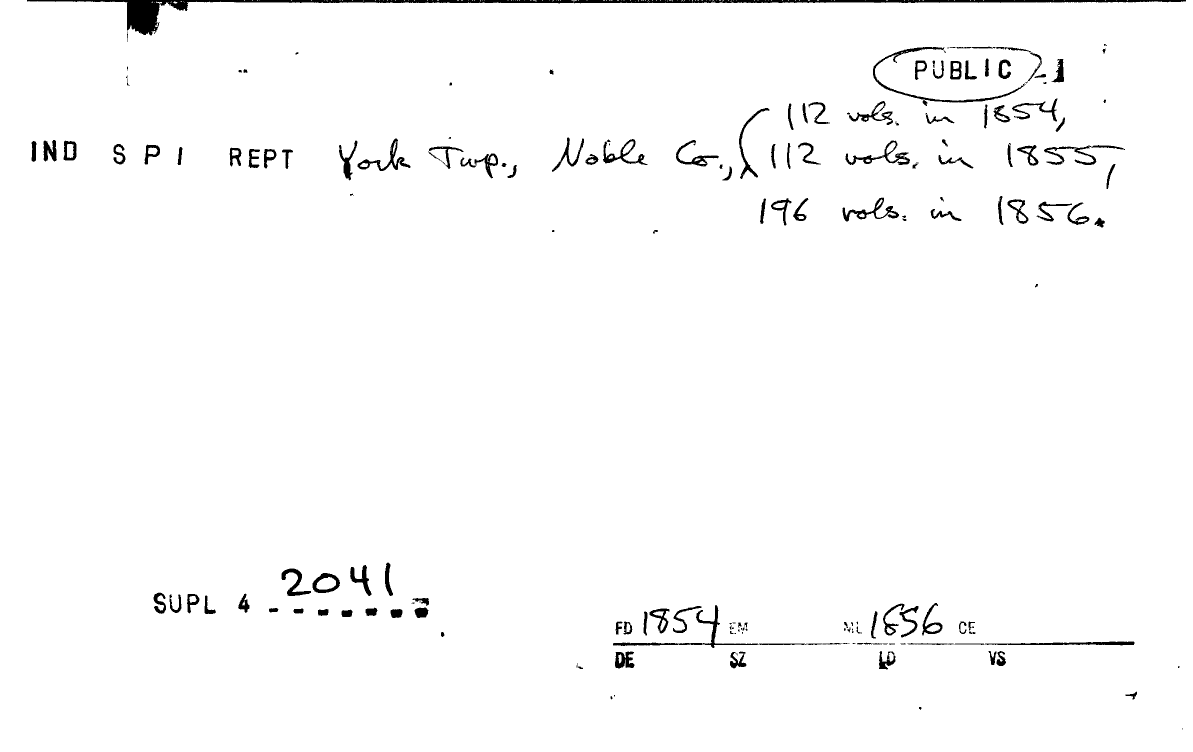 PUBLIC -1
112 vols. in 1854,
IND S P I REPT York Twp., Noble Co., 112 vols. in 1855,
196 vols. in 1856.
SUPL 4 2041
FD 1854 EM ML 1856 CE
DE SZ LD VS